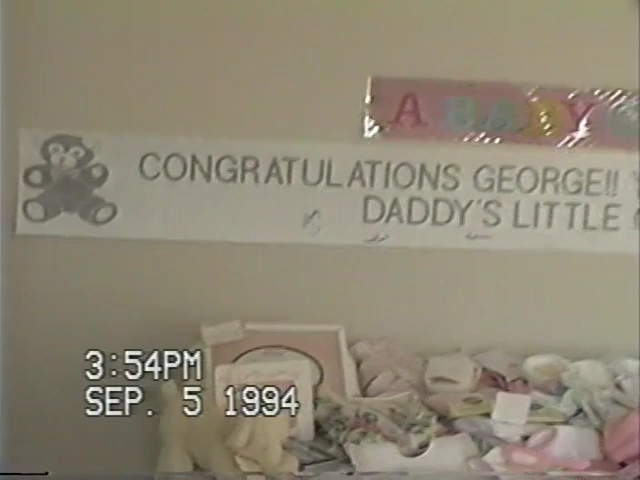 A BABY
CONGRATULATIONS GEORGE!!
DADDY'S LITTLE
3:54PM
SEP. 5 1994